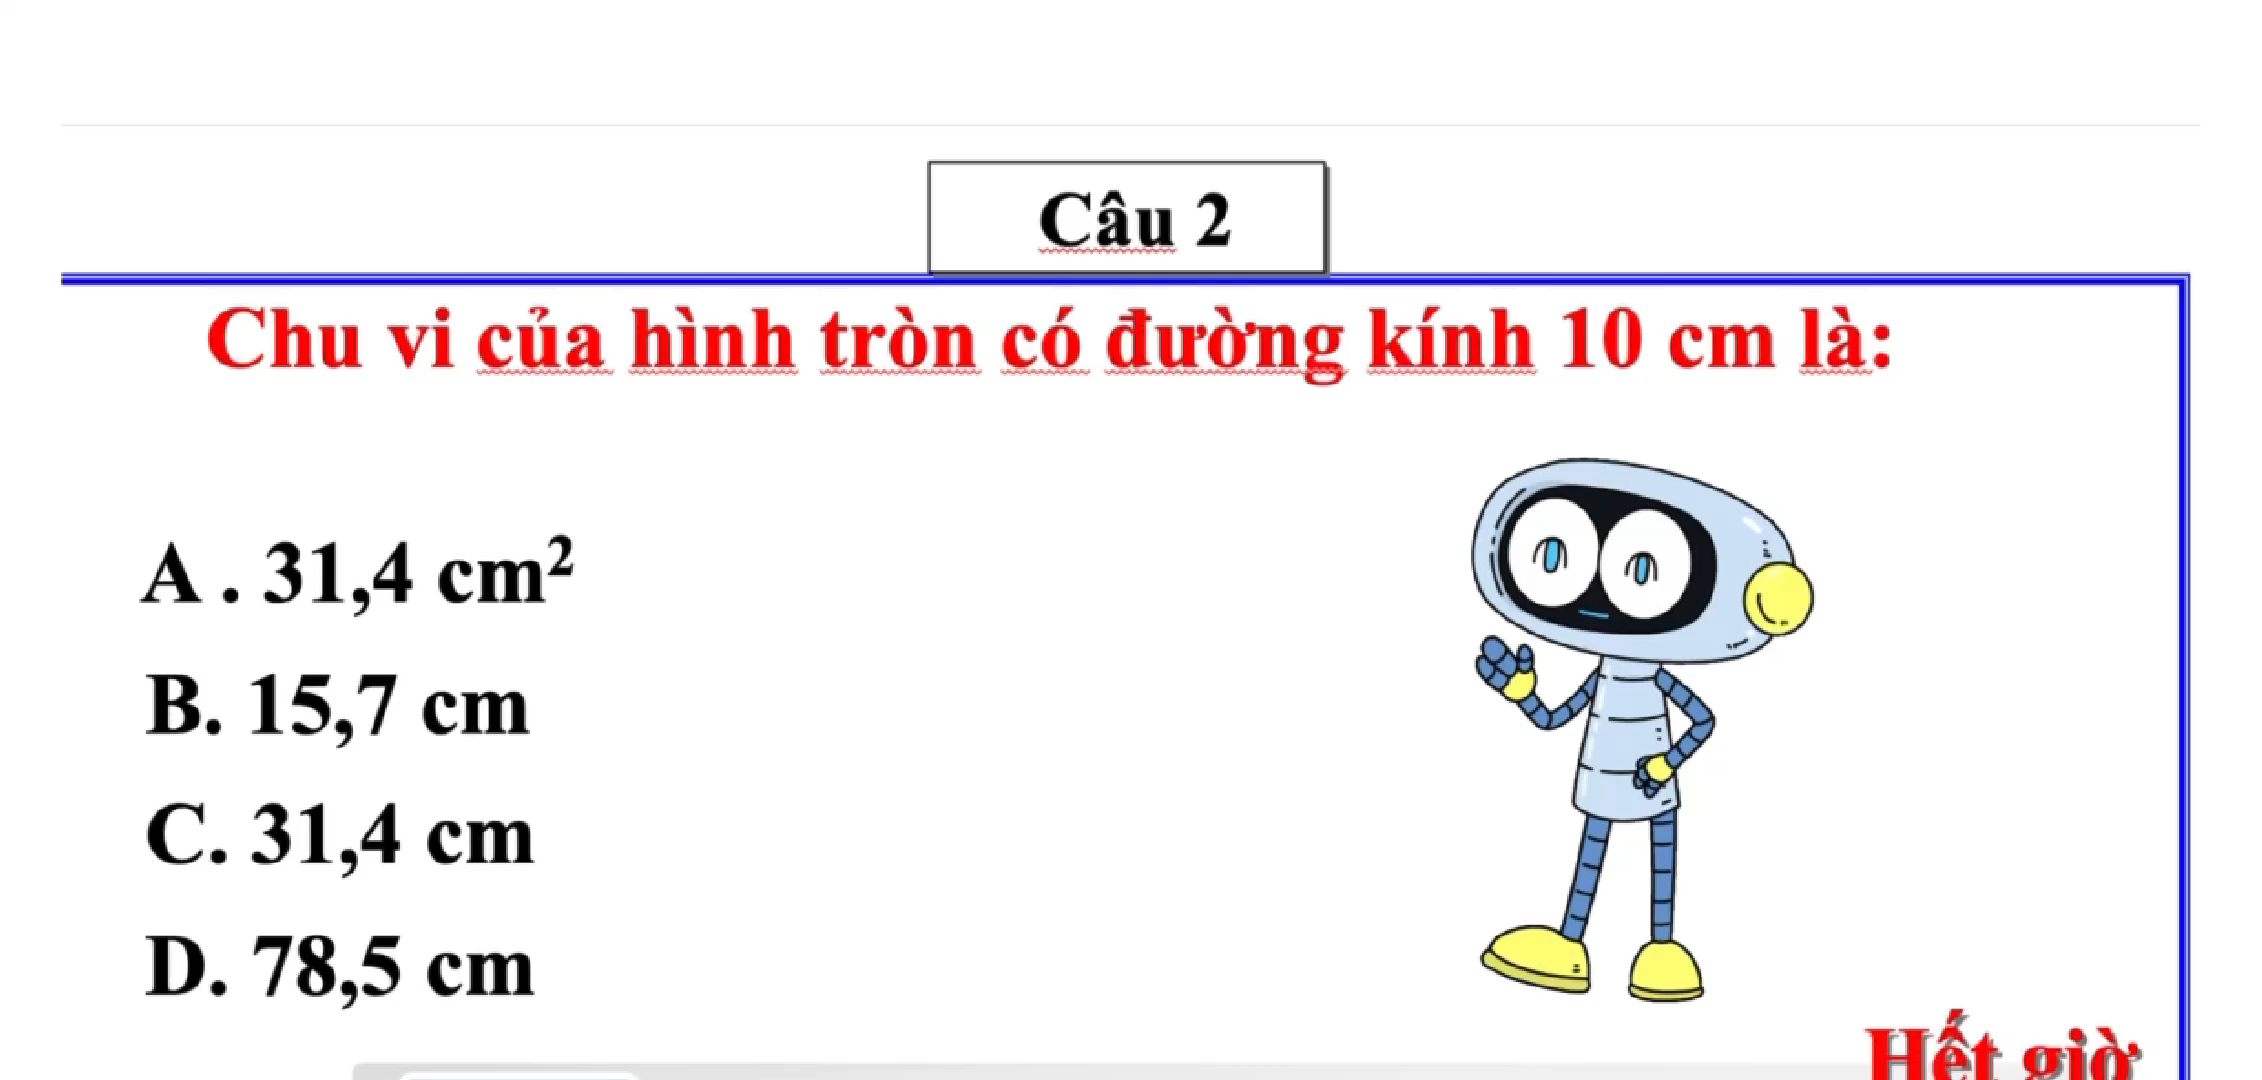 Câu 2
Chu vi của hình tròn có đường kính 10 cm là:
A . 31,4 cm²
B. 15,7 cm
C. 31,4 cm
D. 78,5 cm
Hết giờ